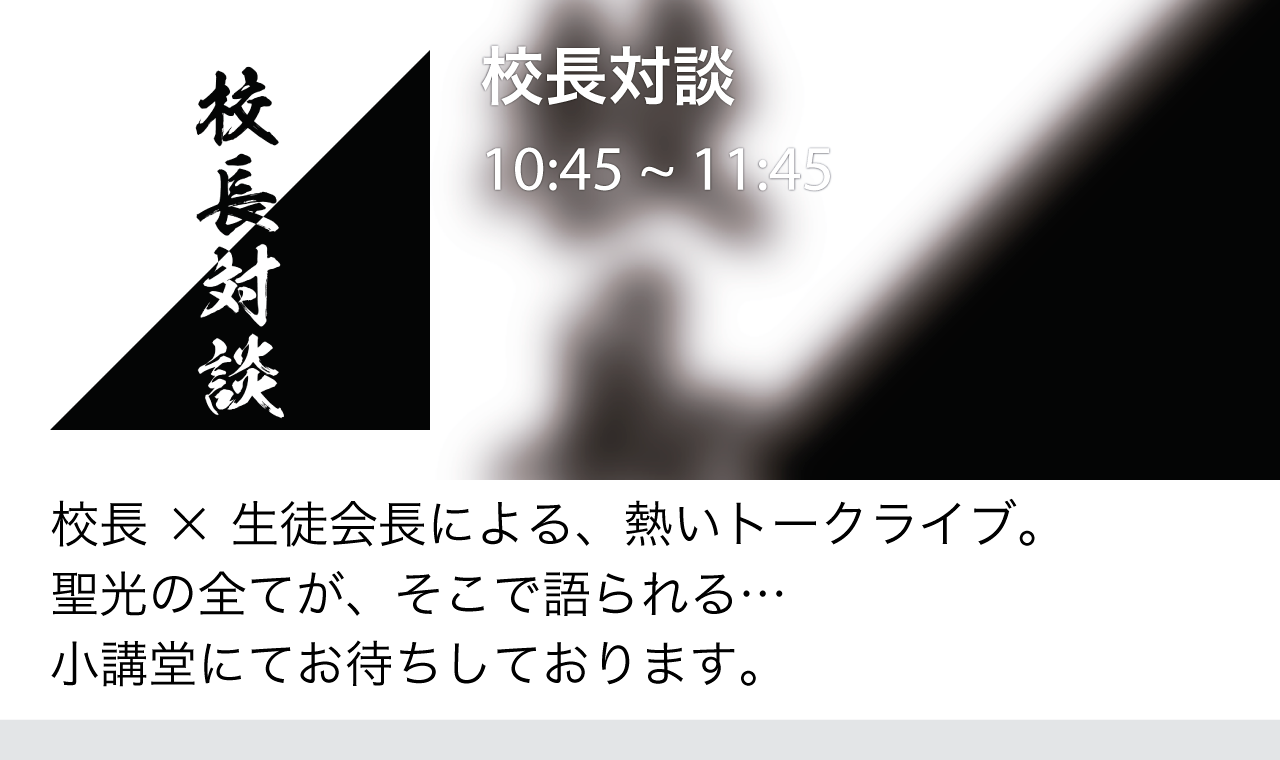 校長対談
校長対談
10:45 ~ 11:45
校長 × 生徒会長による、熱いトークライブ。
聖光の全てが、そこで語られる…
小講堂にてお待ちしております。